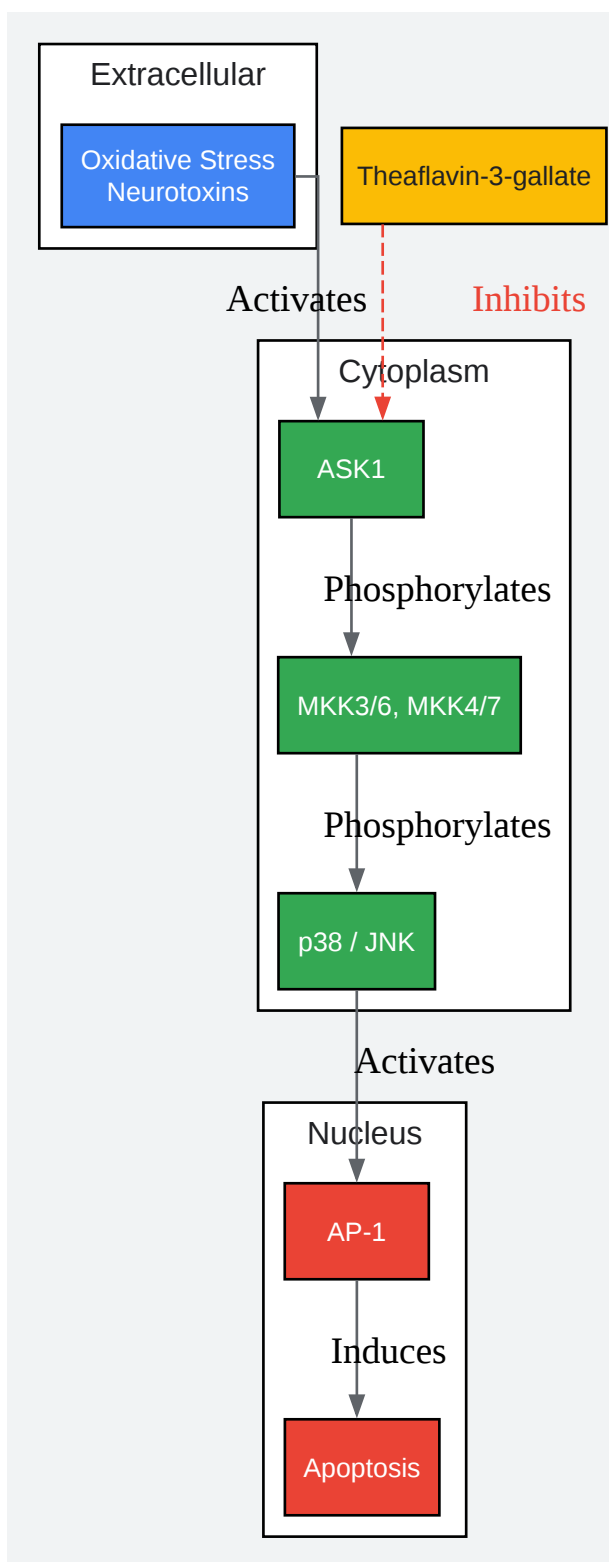 Extracellular
Oxidative Stress
Neurotoxins
Theaflavin-3-gallate
Activates
Inhibits
Cytoplasm
ASK1
Phosphorylates
MKK3/6, MKK4/7
Phosphorylates
p38 / JNK
Activates
Nucleus
AP-1
Induces
Apoptosis